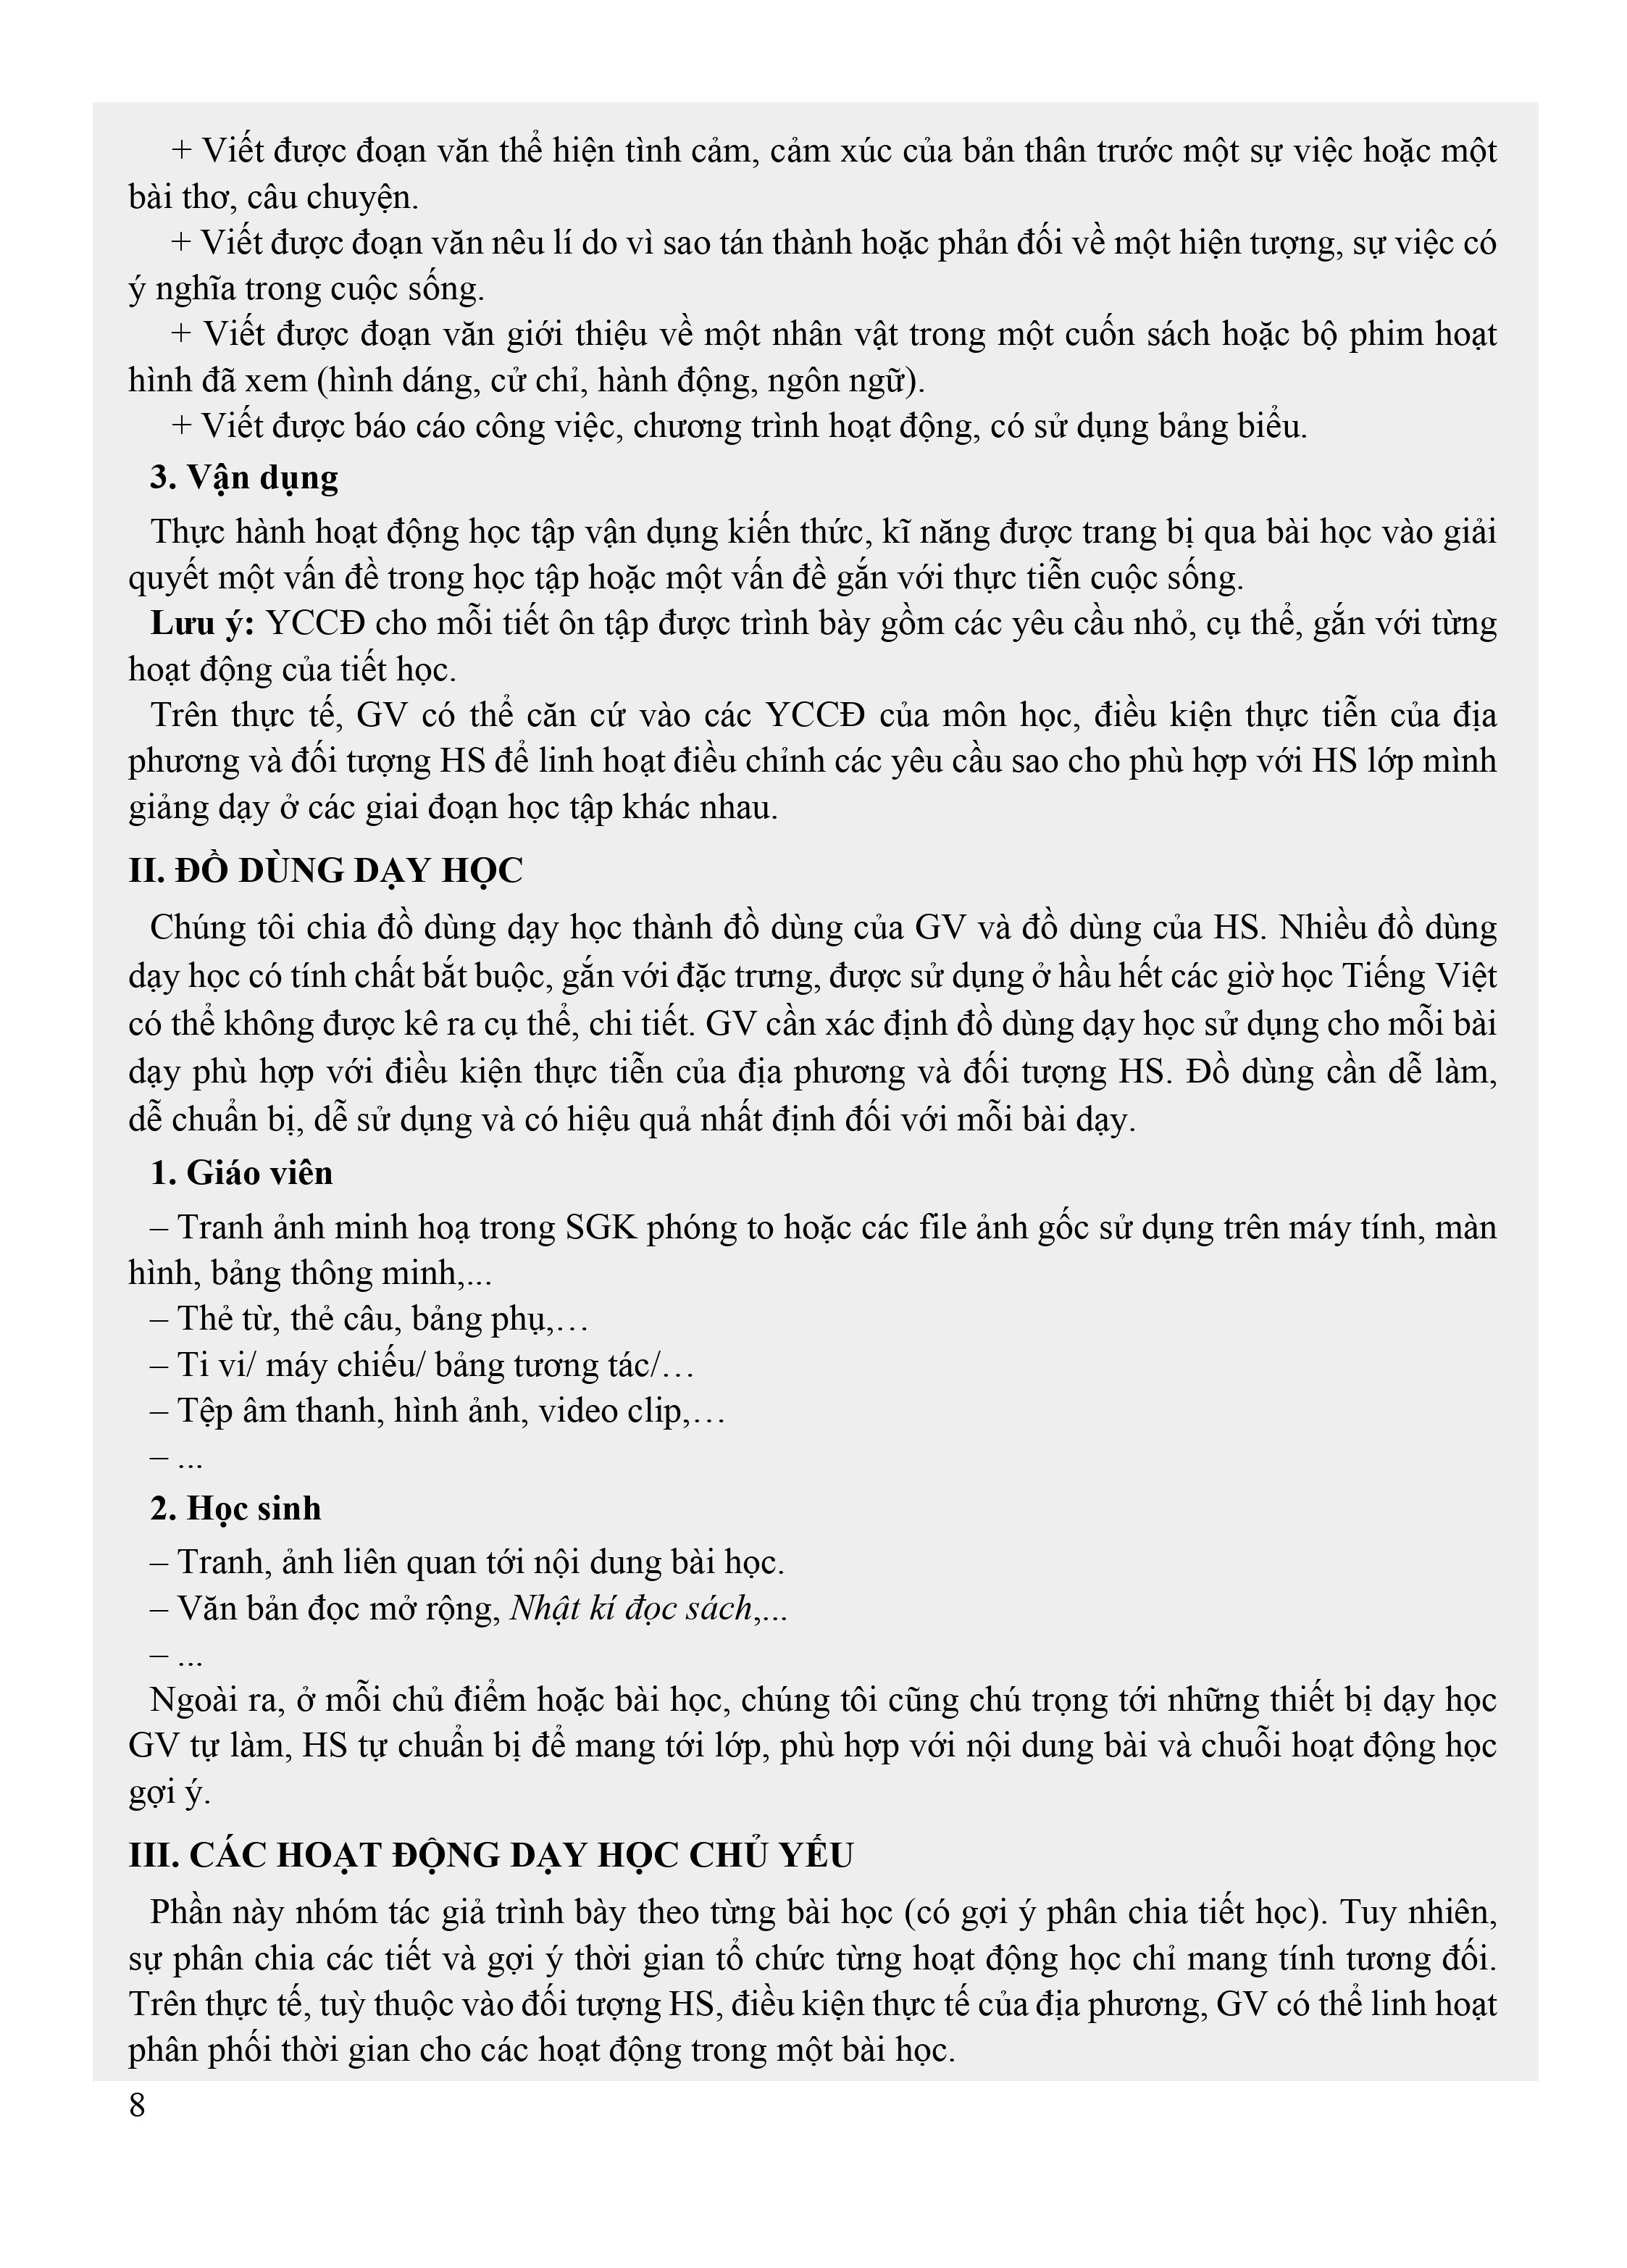 + Viết được đoạn văn thể hiện tình cảm, cảm xúc của bản thân trước một sự việc hoặc một
bài thơ, câu chuyện.
+ Viết được đoạn văn nêu lí do vì sao tán thành hoặc phản đối về một hiện tượng, sự việc có
ý nghĩa trong cuộc sống.
+ Viết được đoạn văn giới thiệu về một nhân vật trong một cuốn sách hoặc bộ phim hoạt
hình đã xem (hình dáng, cử chỉ, hành động, ngôn ngữ).
+ Viết được báo cáo công việc, chương trình hoạt động, có sử dụng bảng biểu.
3. Vận dụng
Thực hành hoạt động học tập vận dụng kiến thức, kĩ năng được trang bị qua bài học vào giải
quyết một vấn đề trong học tập hoặc một vấn đề gắn với thực tiễn cuộc sống.
Lưu ý: YCCĐ cho mỗi tiết ôn tập được trình bày gồm các yêu cầu nhỏ, cụ thể, gắn với từng
hoạt động của tiết học.
Trên thực tế, GV có thể căn cứ vào các YCCĐ của môn học, điều kiện thực tiễn của địa
phương và đối tượng HS để linh hoạt điều chỉnh các yêu cầu sao cho phù hợp với HS lớp mình
giảng dạy ở các giai đoạn học tập khác nhau.
II. ĐỒ DÙNG DẠY HỌC
Chúng tôi chia đồ dùng dạy học thành đồ dùng của GV và đồ dùng của HS. Nhiều đồ dùng
dạy học có tính chất bắt buộc, gắn với đặc trưng, được sử dụng ở hầu hết các giờ học Tiếng Việt
có thể không được kê ra cụ thể, chi tiết. GV cần xác định đồ dùng dạy học sử dụng cho mỗi bài
dạy phù hợp với điều kiện thực tiễn của địa phương và đối tượng HS. Đồ dùng cần dễ làm,
dễ chuẩn bị, dễ sử dụng và có hiệu quả nhất định đối với mỗi bài dạy.
1. Giáo viên
– Tranh ảnh minh hoạ trong SGK phóng to hoặc các file ảnh gốc sử dụng trên máy tính, màn
hình, bảng thông minh,...
– Thẻ từ, thẻ câu, bảng phụ,…
– Ti vi/ máy chiếu/ bảng tương tác/…
– Tệp âm thanh, hình ảnh, video clip,…
– ...
2. Học sinh
– Tranh, ảnh liên quan tới nội dung bài học.
– Văn bản đọc mở rộng, Nhật kí đọc sách,...
– ...
Ngoài ra, ở mỗi chủ điểm hoặc bài học, chúng tôi cũng chú trọng tới những thiết bị dạy học
GV tự làm, HS tự chuẩn bị để mang tới lớp, phù hợp với nội dung bài và chuỗi hoạt động học
gợi ý.
III. CÁC HOẠT ĐỘNG DẠY HỌC CHỦ YẾU
Phần này nhóm tác giả trình bày theo từng bài học (có gợi ý phân chia tiết học). Tuy nhiên,
sự phân chia các tiết và gợi ý thời gian tổ chức từng hoạt động học chỉ mang tính tương đối.
Trên thực tế, tuỳ thuộc vào đối tượng HS, điều kiện thực tế của địa phương, GV có thể linh hoạt
phân phối thời gian cho các hoạt động trong một bài học.
8